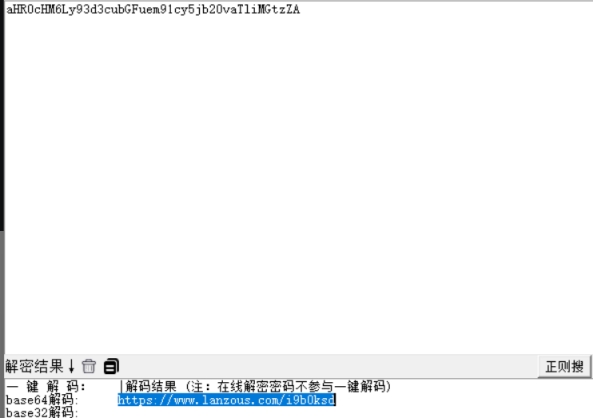 aHR0cHM6Ly93d3cubGFuem91cy5jb20vaTliMGtzZA
解密结果↓
正则搜
一 键 解 码: |解码结果 (注: 在线解密密码不参与一键解码)
base64解码: https://www.lanzous.com/i9b0ksd
base32解码: